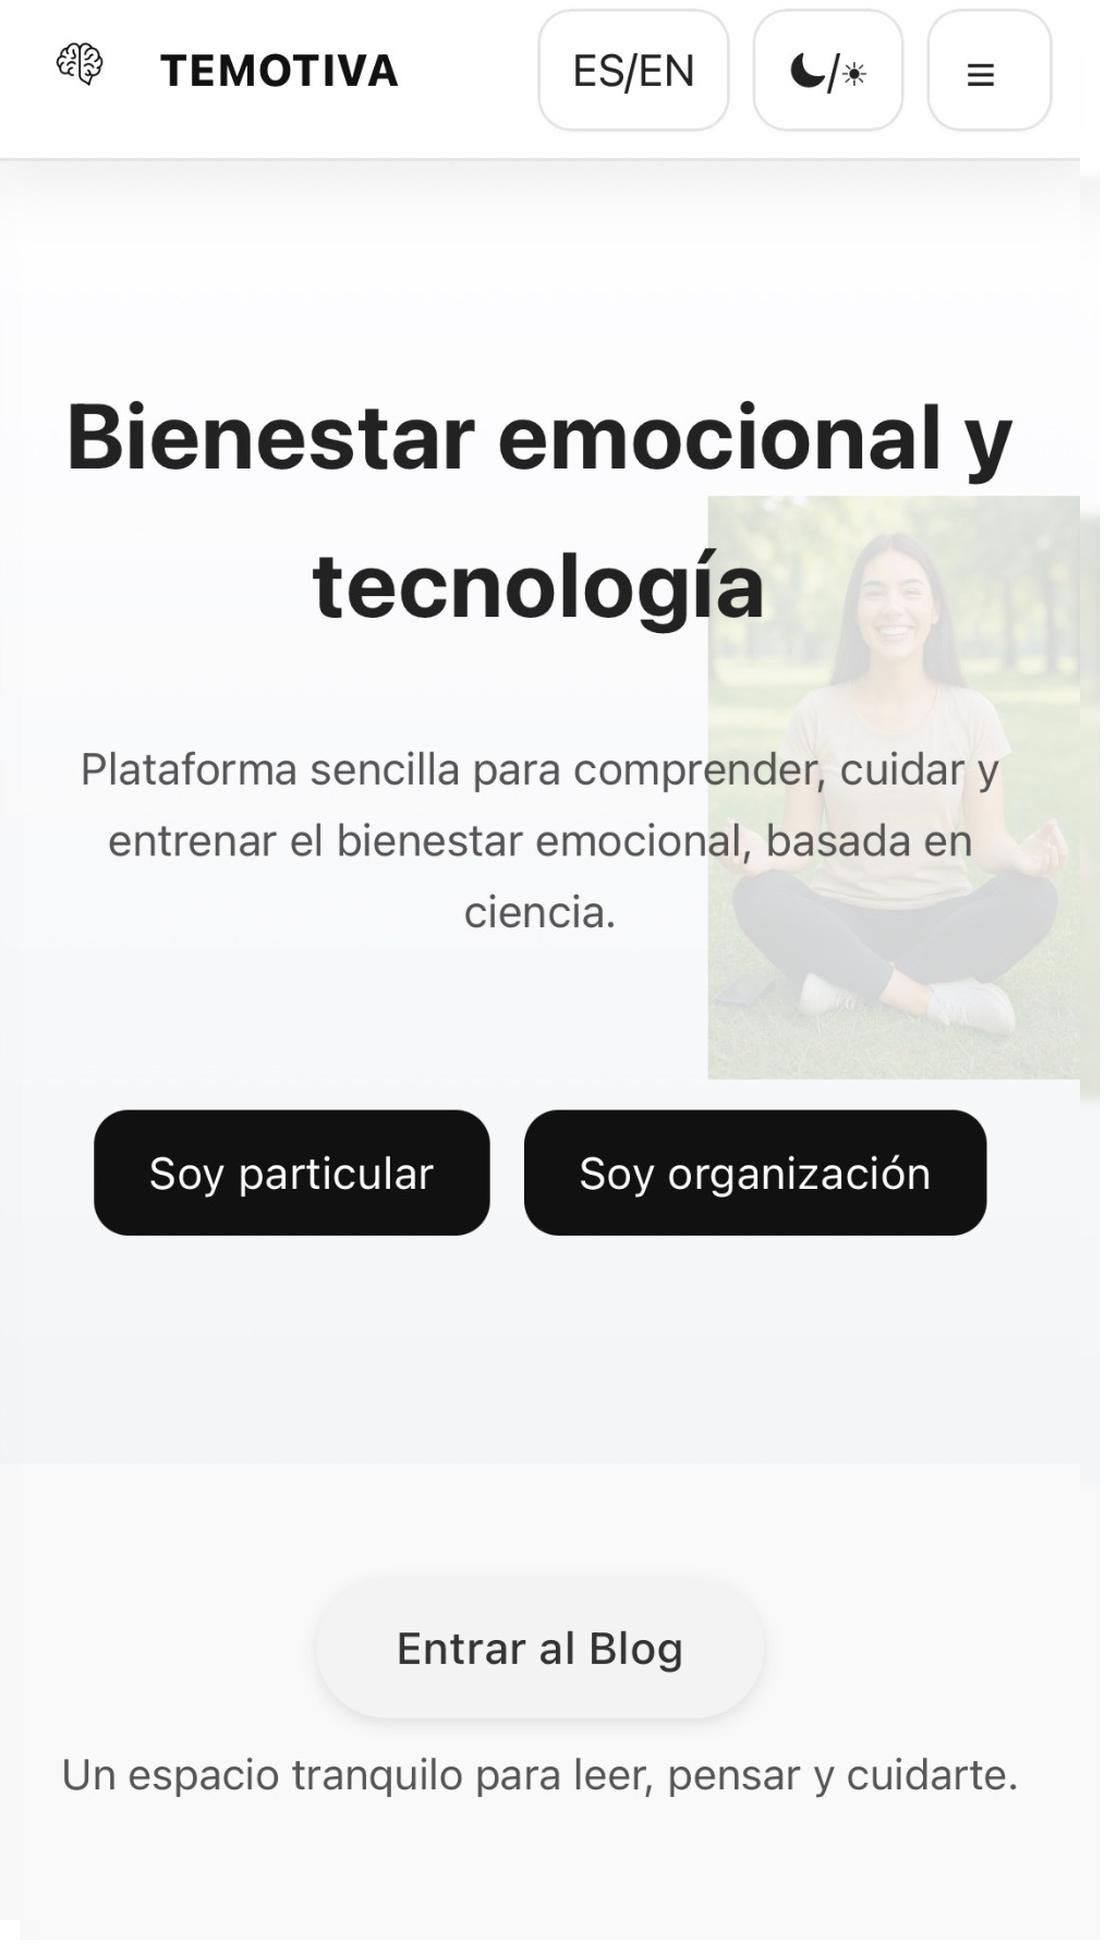 TEMOTIVA
ES/EN
/
Bienestar emocional y
tecnología
Plataforma sencilla para comprender, cuidar y
entrenar el bienestar emocional, basada en
ciencia.
Soy particular
Soy organización
Entrar al Blog
Un espacio tranquilo para leer, pensar y cuidarte.